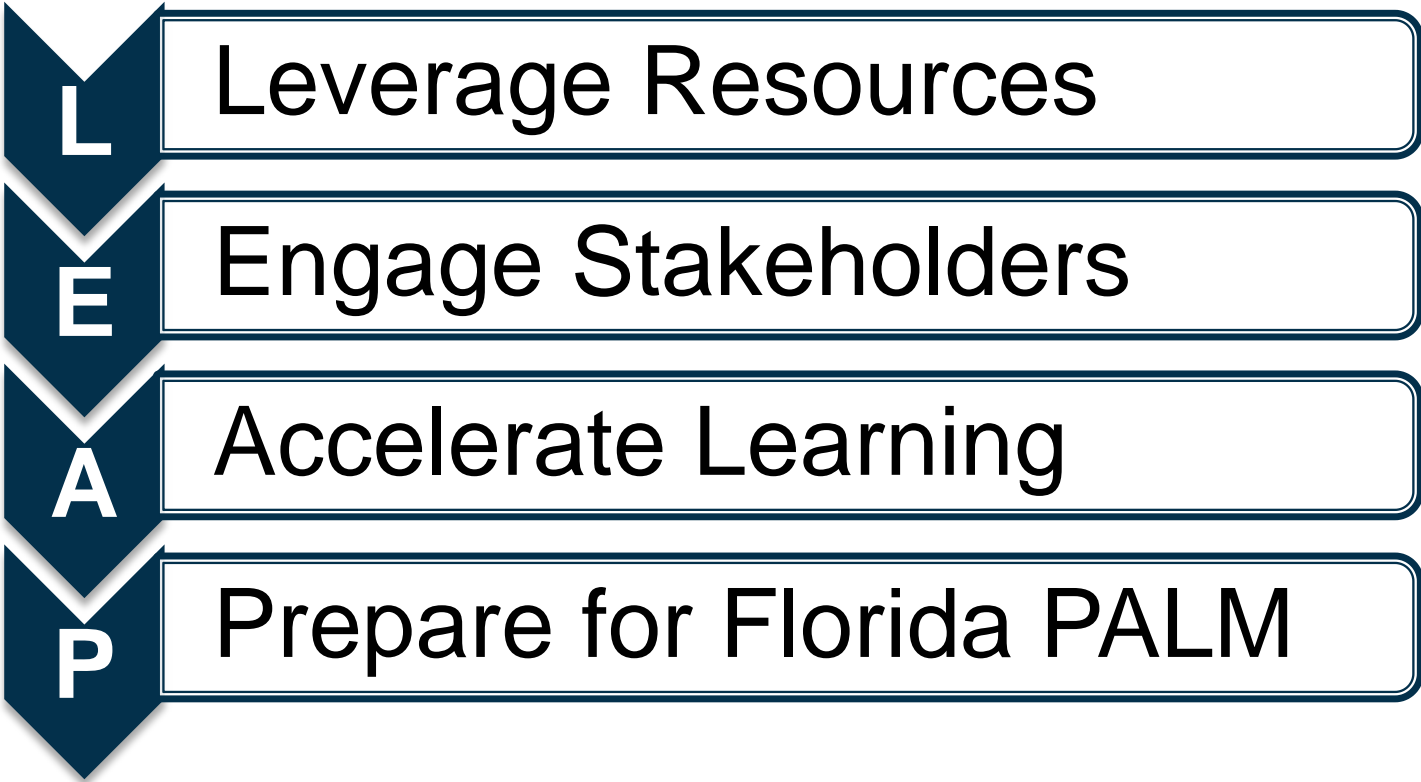 L Leverage Resources
E Engage Stakeholders
A Accelerate Learning
P Prepare for Florida PALM